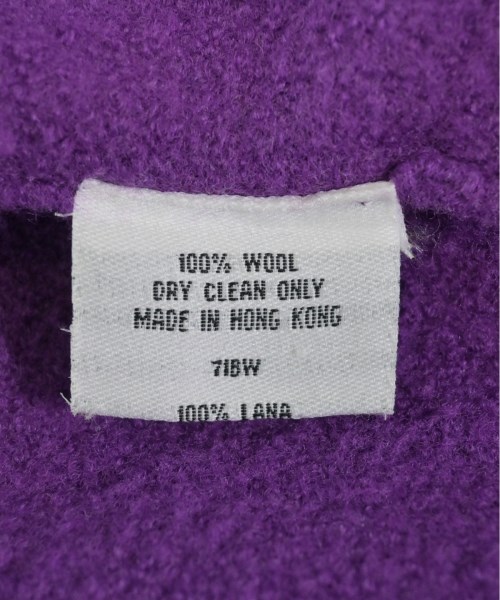 100% WOOL
DRY CLEAN ONLY
MADE IN HONG KONG
71BW
100% LANA